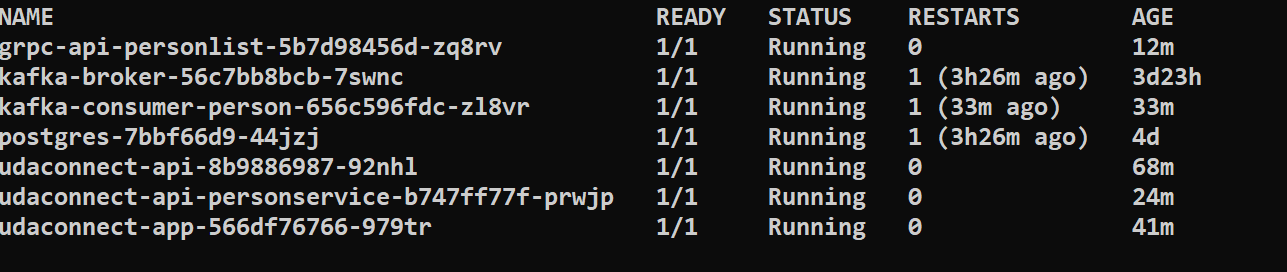 NAME READY STATUS RESTARTS AGE
grpc-api-personlist-5b7d98456d-zq8rv 1/1 Running 0 12m
kafka-broker-56c7bb8bcb-7swnc 1/1 Running 1 (3h26m ago) 3d23h
kafka-consumer-person-656c596fdc-zl8vr 1/1 Running 1 (33m ago) 33m
postgres-7bbf66d9-44jzj 1/1 Running 1 (3h26m ago) 4d
udaconnect-api-8b9886987-92nhl 1/1 Running 0 68m
udaconnect-api-personservice-b747ff77f-prwjp 1/1 Running 0 24m
udaconnect-app-566df76766-979tr 1/1 Running 0 41m